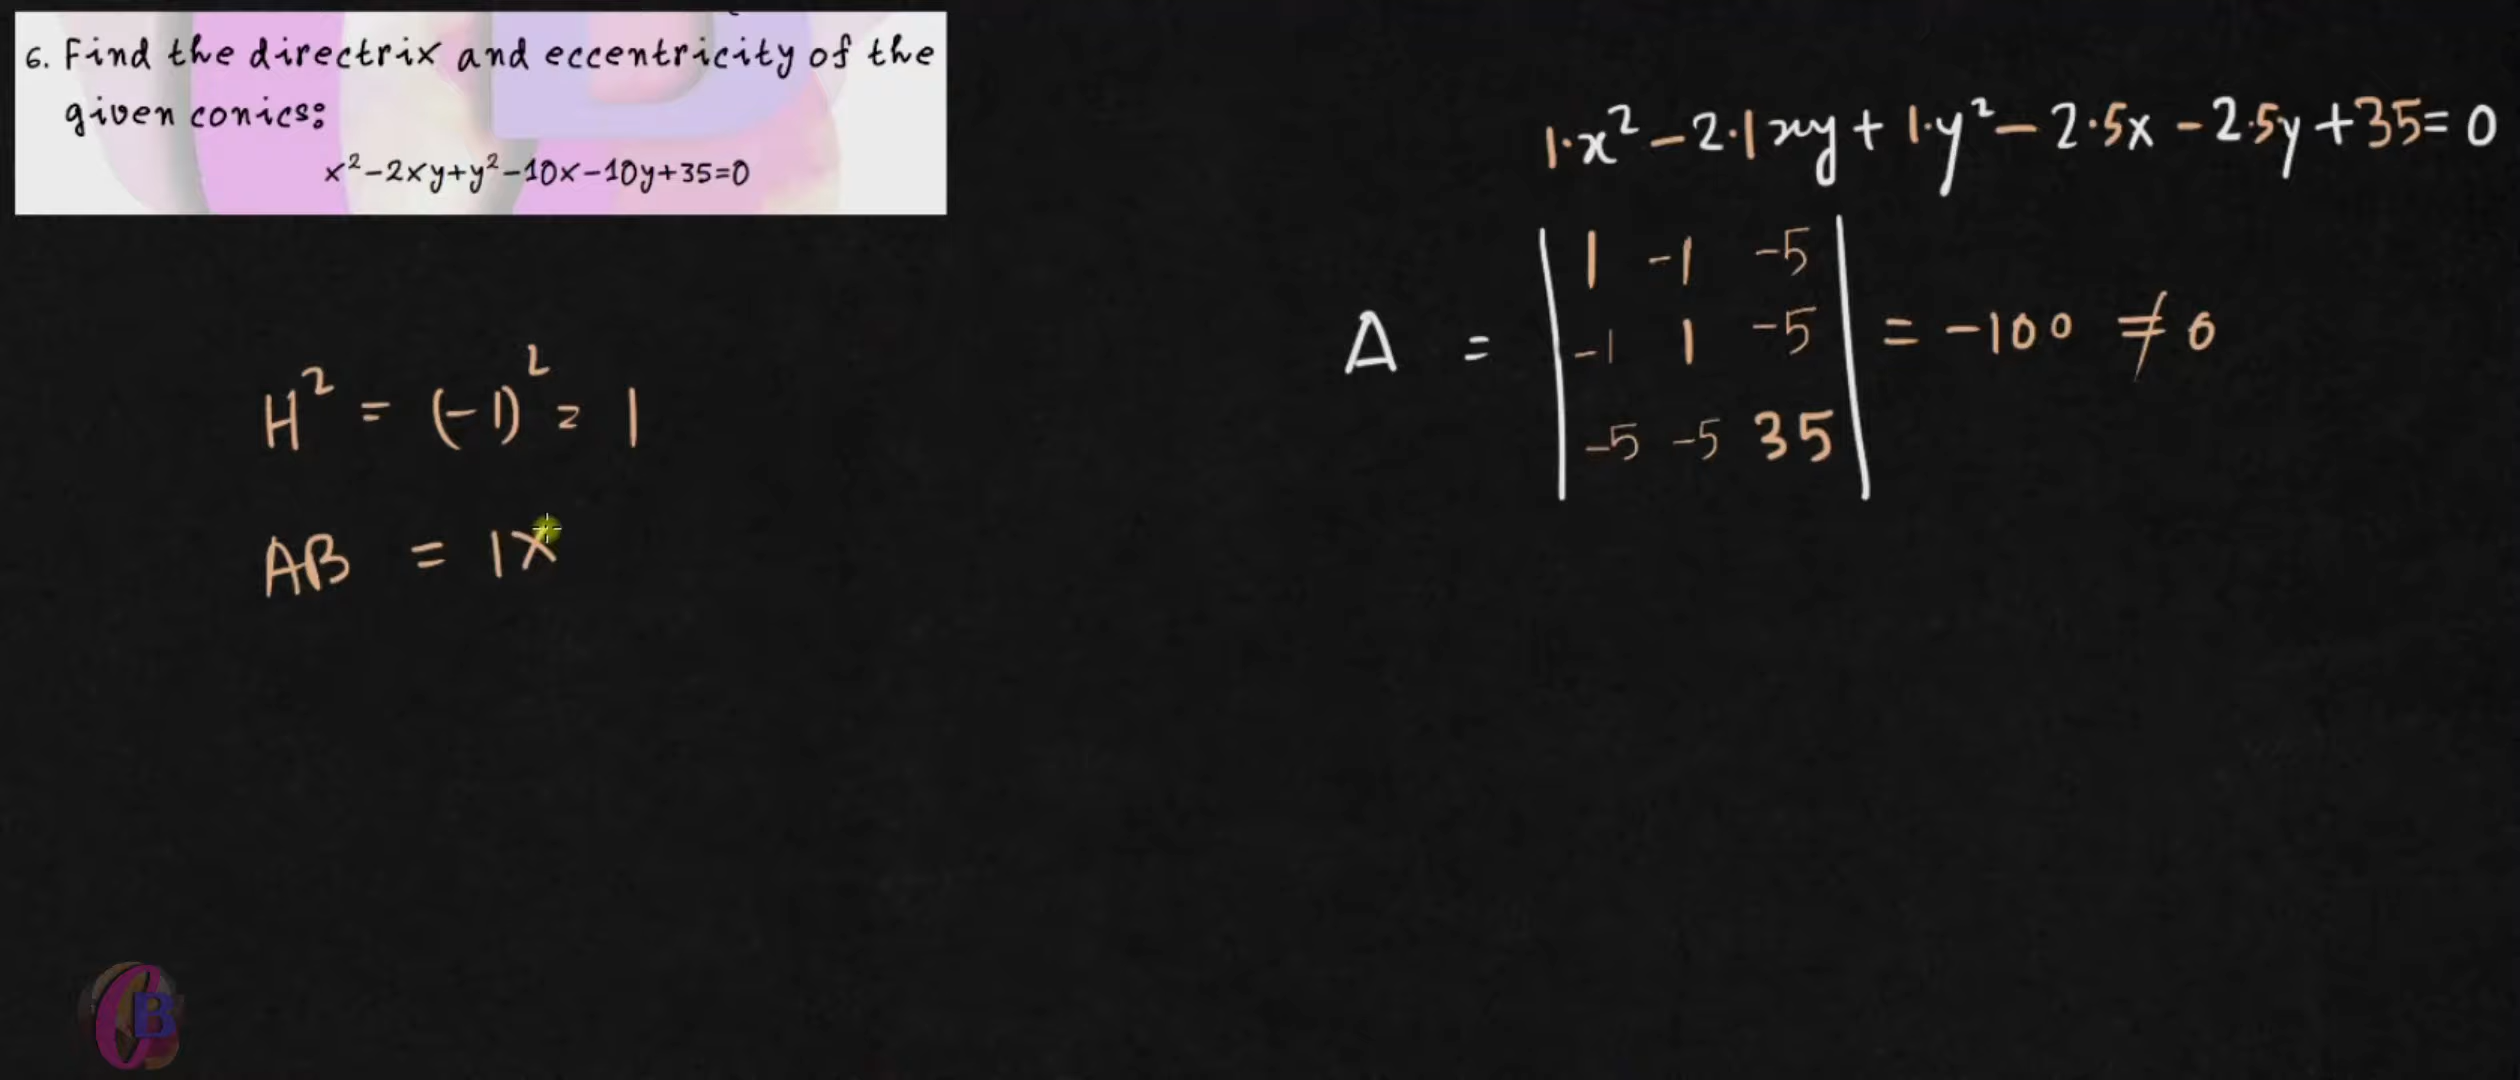 6. Find the directrix and eccentricity of the
given conics:
x²-2xy+y²-10x-10y+35=0
1·x² - 2·1xy + 1·y² - 2·5x - 2·5y + 35 = 0
Δ = | 1 -1 -5 | = -100 ≠ 0
| -1 1 -5 |
| -5 -5 35 |
H² = (-1)² = 1
AB = 1×
CB